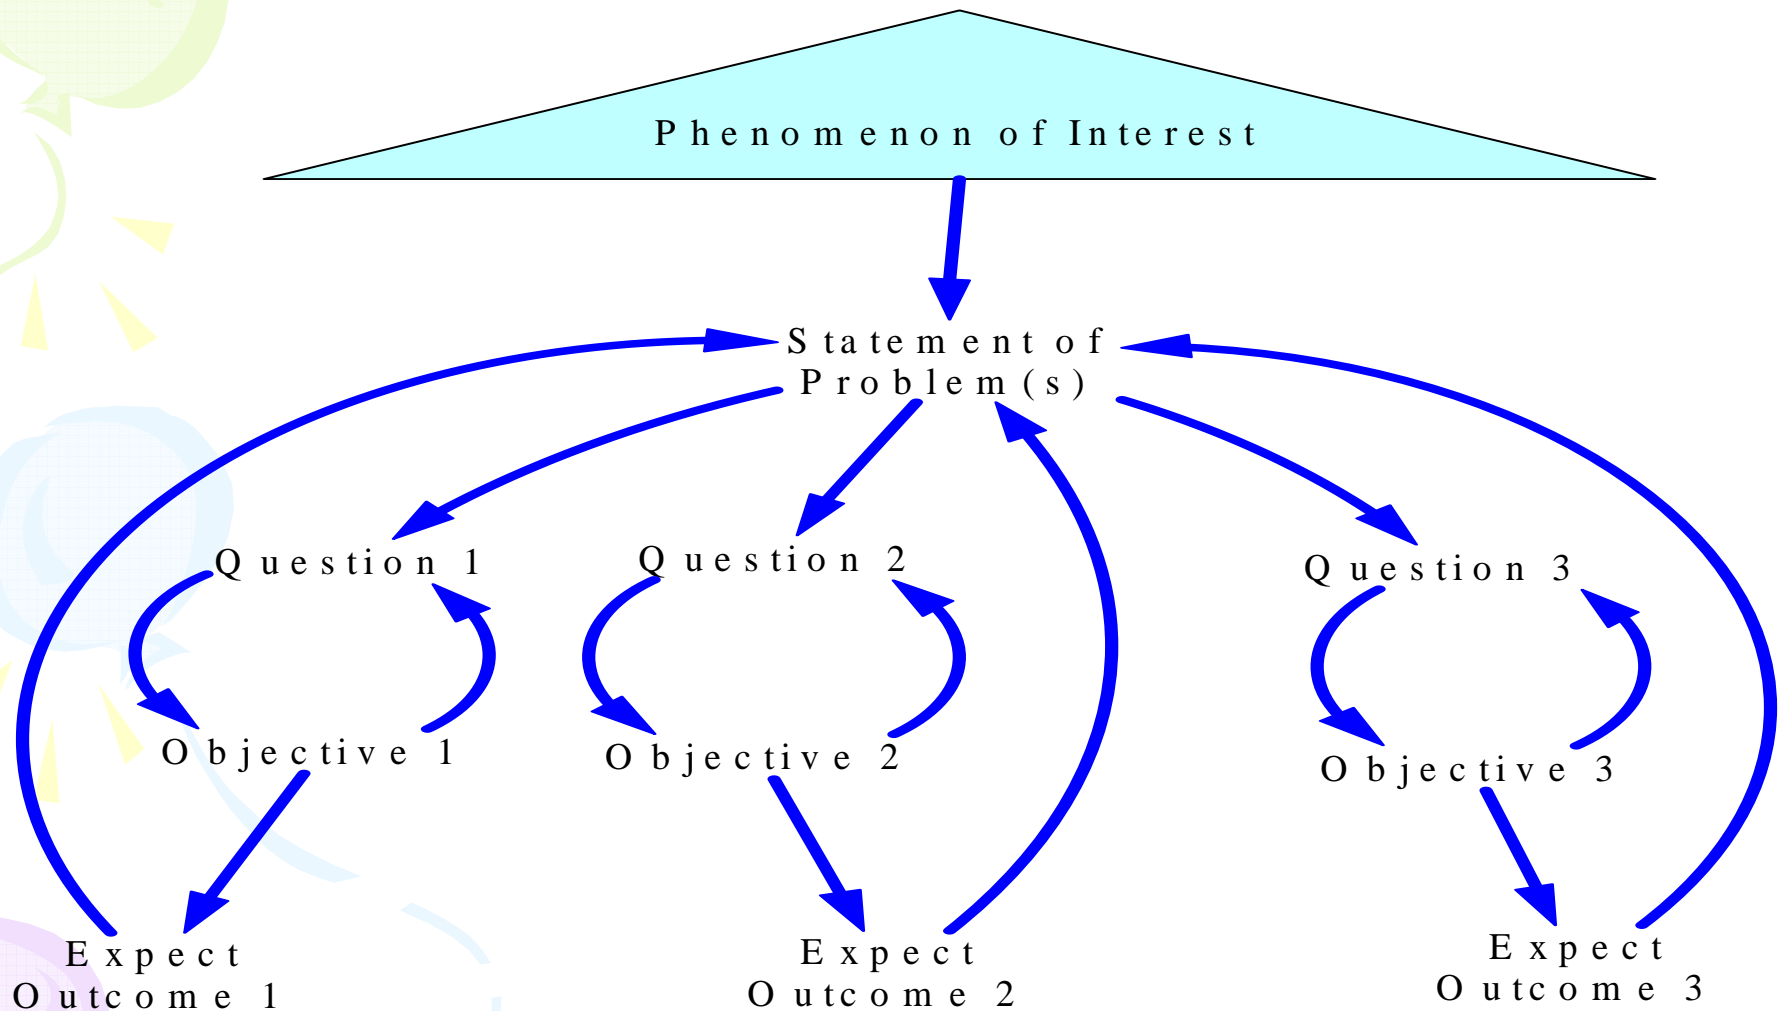 Phenomenon of Interest
Statement of
Problem(s)
Question 1
Question 2
Question 3
Objective 1
Objective 2
Objective 3
Expect
Outcome 1
Expect
Outcome 2
Expect
Outcome 3